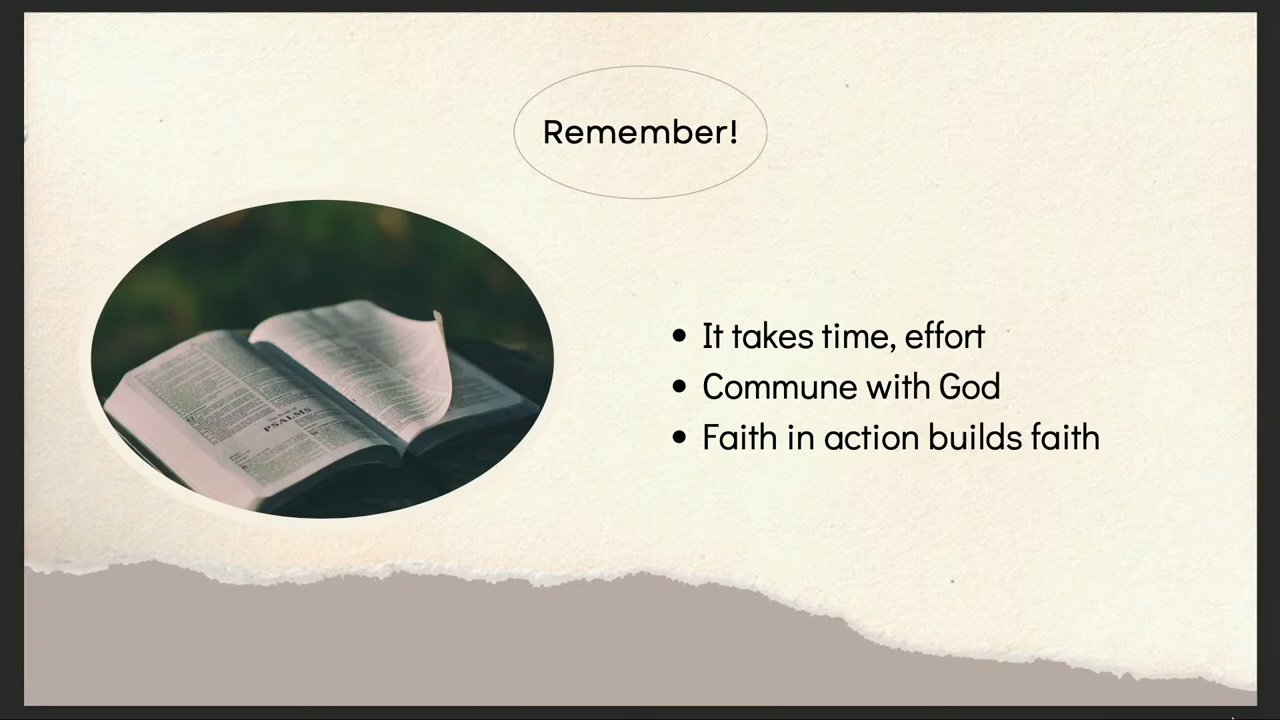 Remember!
PSALMS
• It takes time, effort
• Commune with God
• Faith in action builds faith